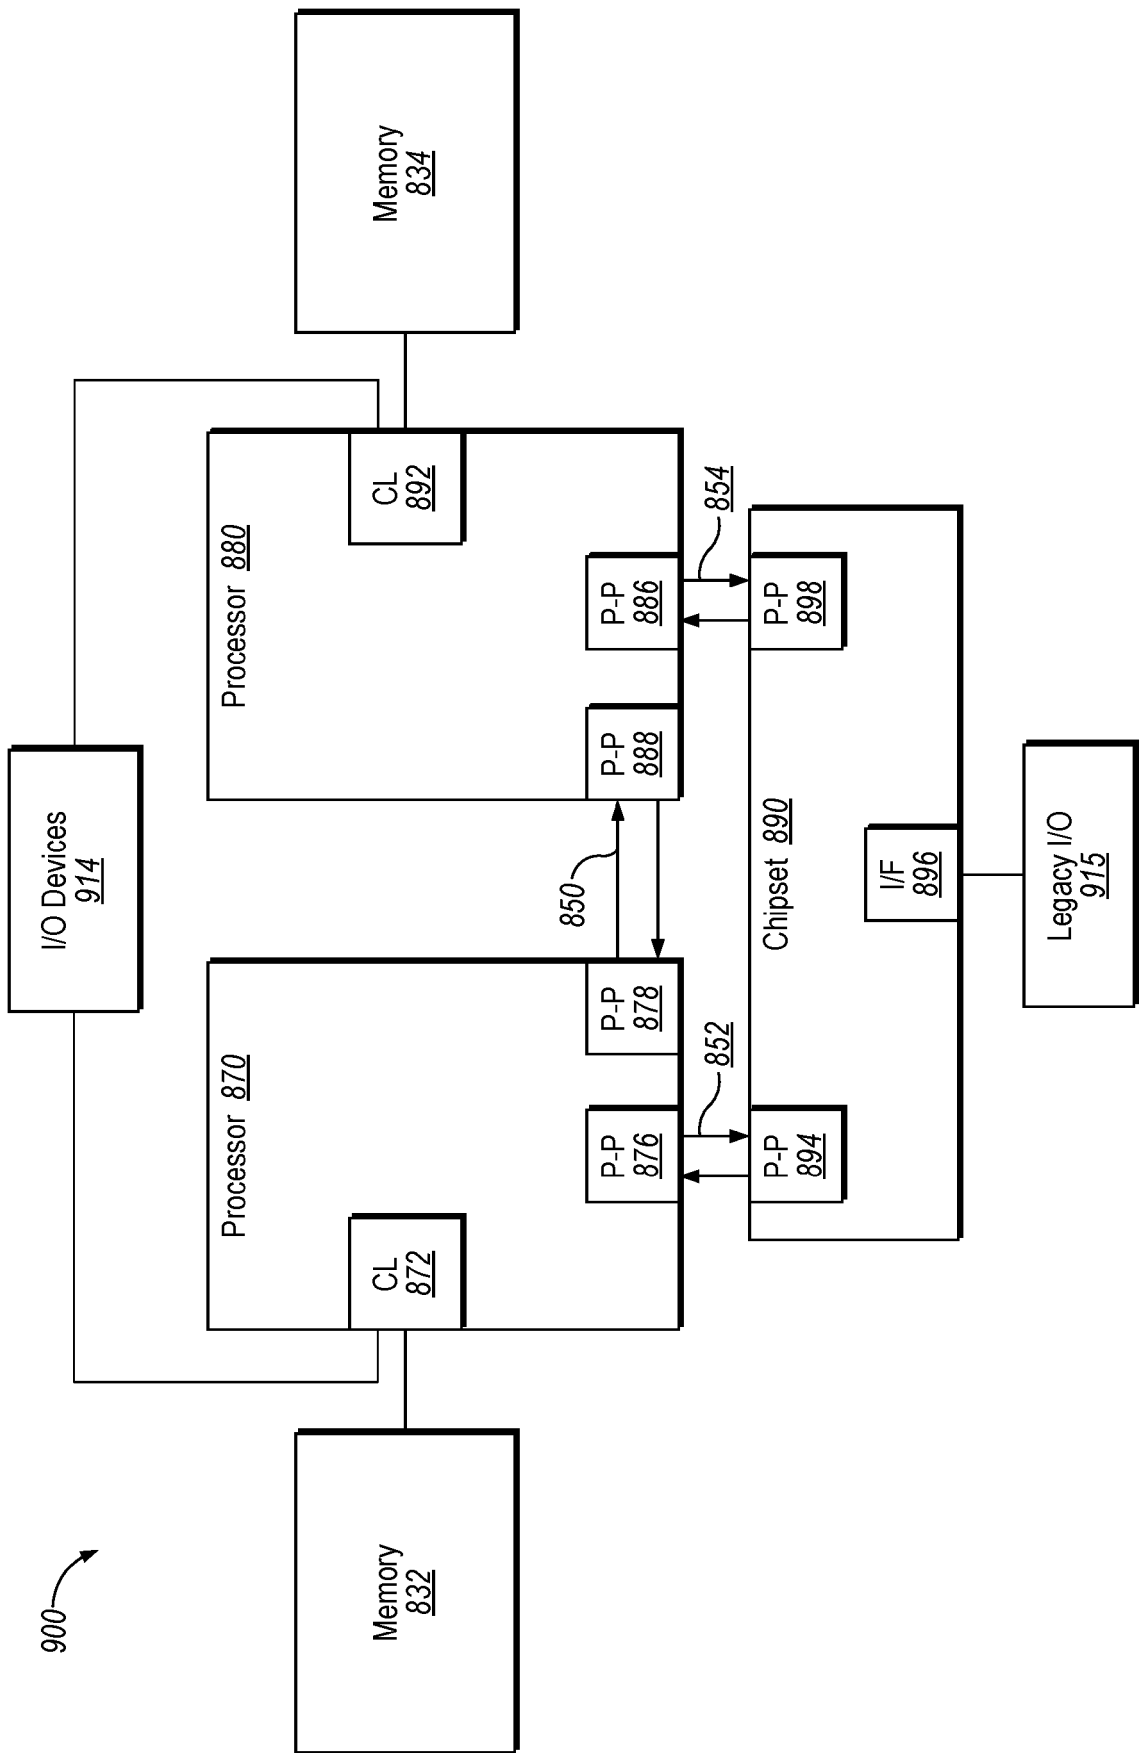 900
I/O Devices
914
Processor 870
Processor 880
Memory
832
CL
872
CL
892
Memory
834
850
P-P
876
P-P
878
P-P
888
P-P
886
852
854
P-P
894
Chipset 890
P-P
898
I/F
896
Legacy I/O
915